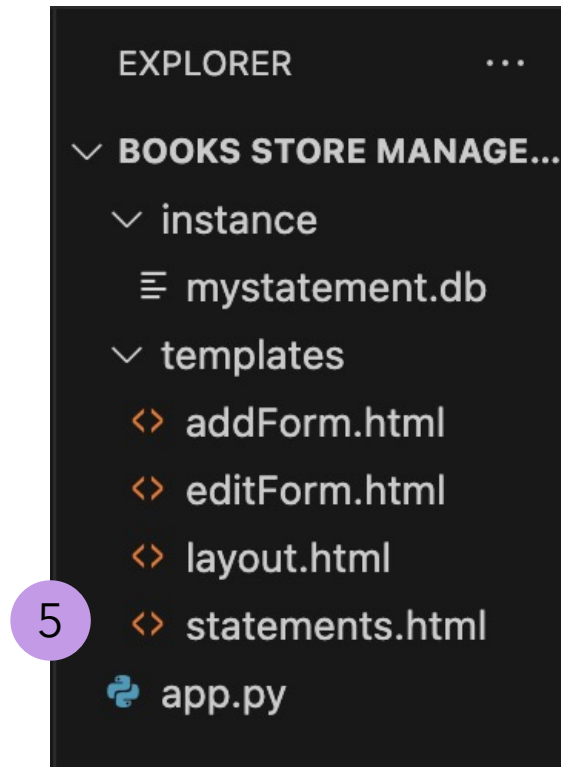 EXPLORER ...
BOOKS STORE MANAGE...
instance
mystatement.db
templates
addForm.html
editForm.html
layout.html
5 statements.html
app.py